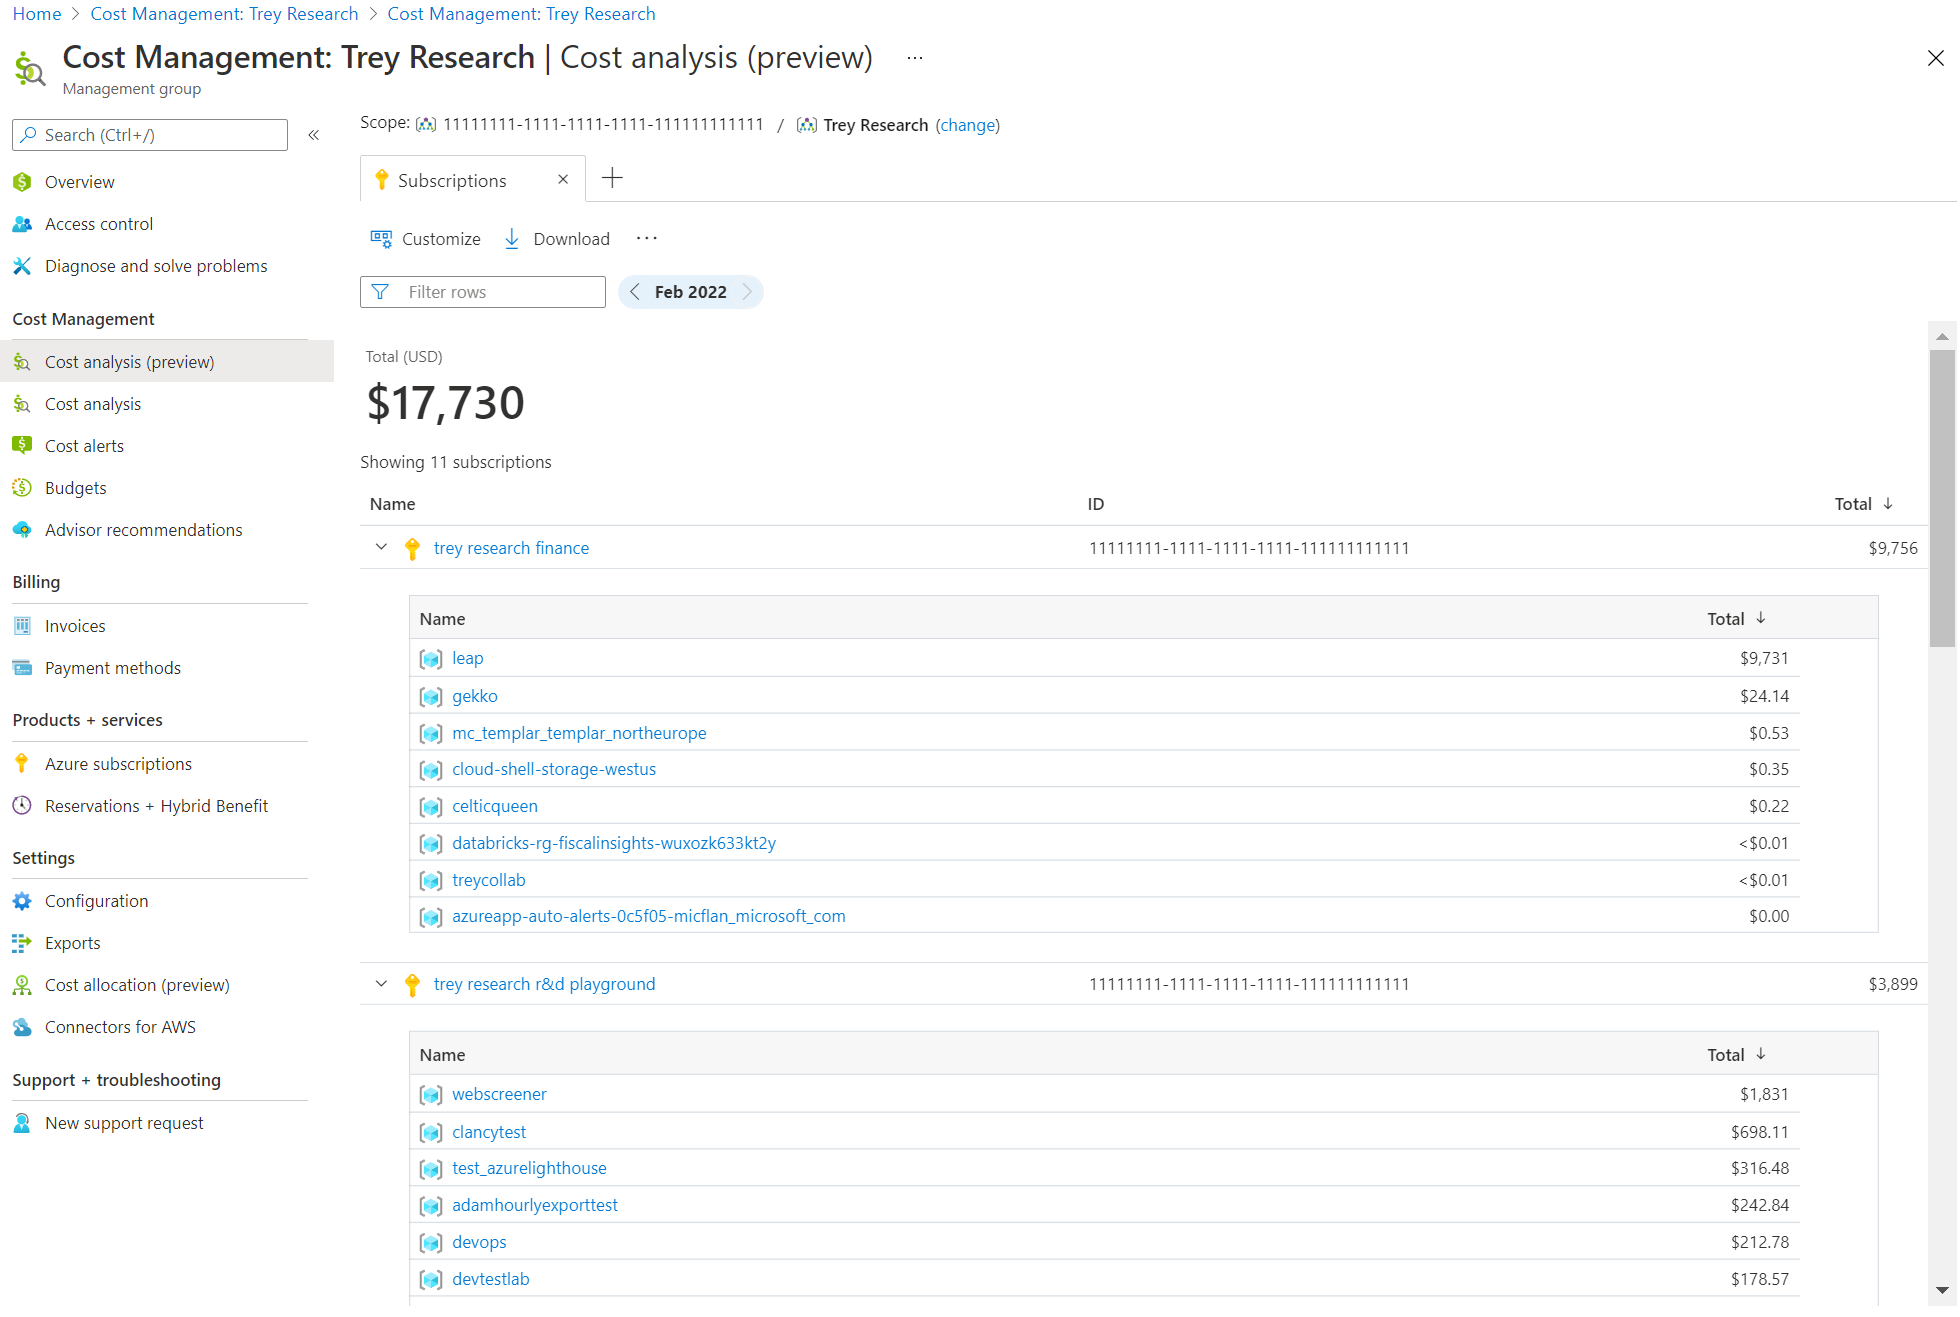 Home > Cost Management: Trey Research > Cost Management: Trey Research
Cost Management: Trey Research | Cost analysis (preview) ...
Management group
Search (Ctrl+/) «
Overview
Access control
Diagnose and solve problems
Cost Management
Cost analysis (preview)
Cost analysis
Cost alerts
Budgets
Advisor recommendations
Billing
Invoices
Payment methods
Products + services
Azure subscriptions
Reservations + Hybrid Benefit
Settings
Configuration
Exports
Cost allocation (preview)
Connectors for AWS
Support + troubleshooting
New support request
Scope: 11111111-1111-1111-1111-111111111111 / Trey Research (change)
Subscriptions
Customize Download ...
Filter rows Feb 2022
Total (USD)
$17,730
Showing 11 subscriptions
Name ID Total ↓
trey research finance 11111111-1111-1111-1111-111111111111 $9,756
Name Total ↓
leap $9,731
gekko $24.14
mc_templar_templar_northeurope $0.53
cloud-shell-storage-westus $0.35
celticqueen $0.22
databricks-rg-fiscalinsights-wuxozk633kt2y <$0.01
treycollab <$0.01
azureapp-auto-alerts-0c5f05-micflan_microsoft_com $0.00
trey research r&d playground 11111111-1111-1111-1111-111111111111 $3,899
Name Total ↓
webscreener $1,831
clancytest $698.11
test_azurelighthouse $316.48
adamhourlyexporttest $242.84
devops $212.78
devtestlab $178.57